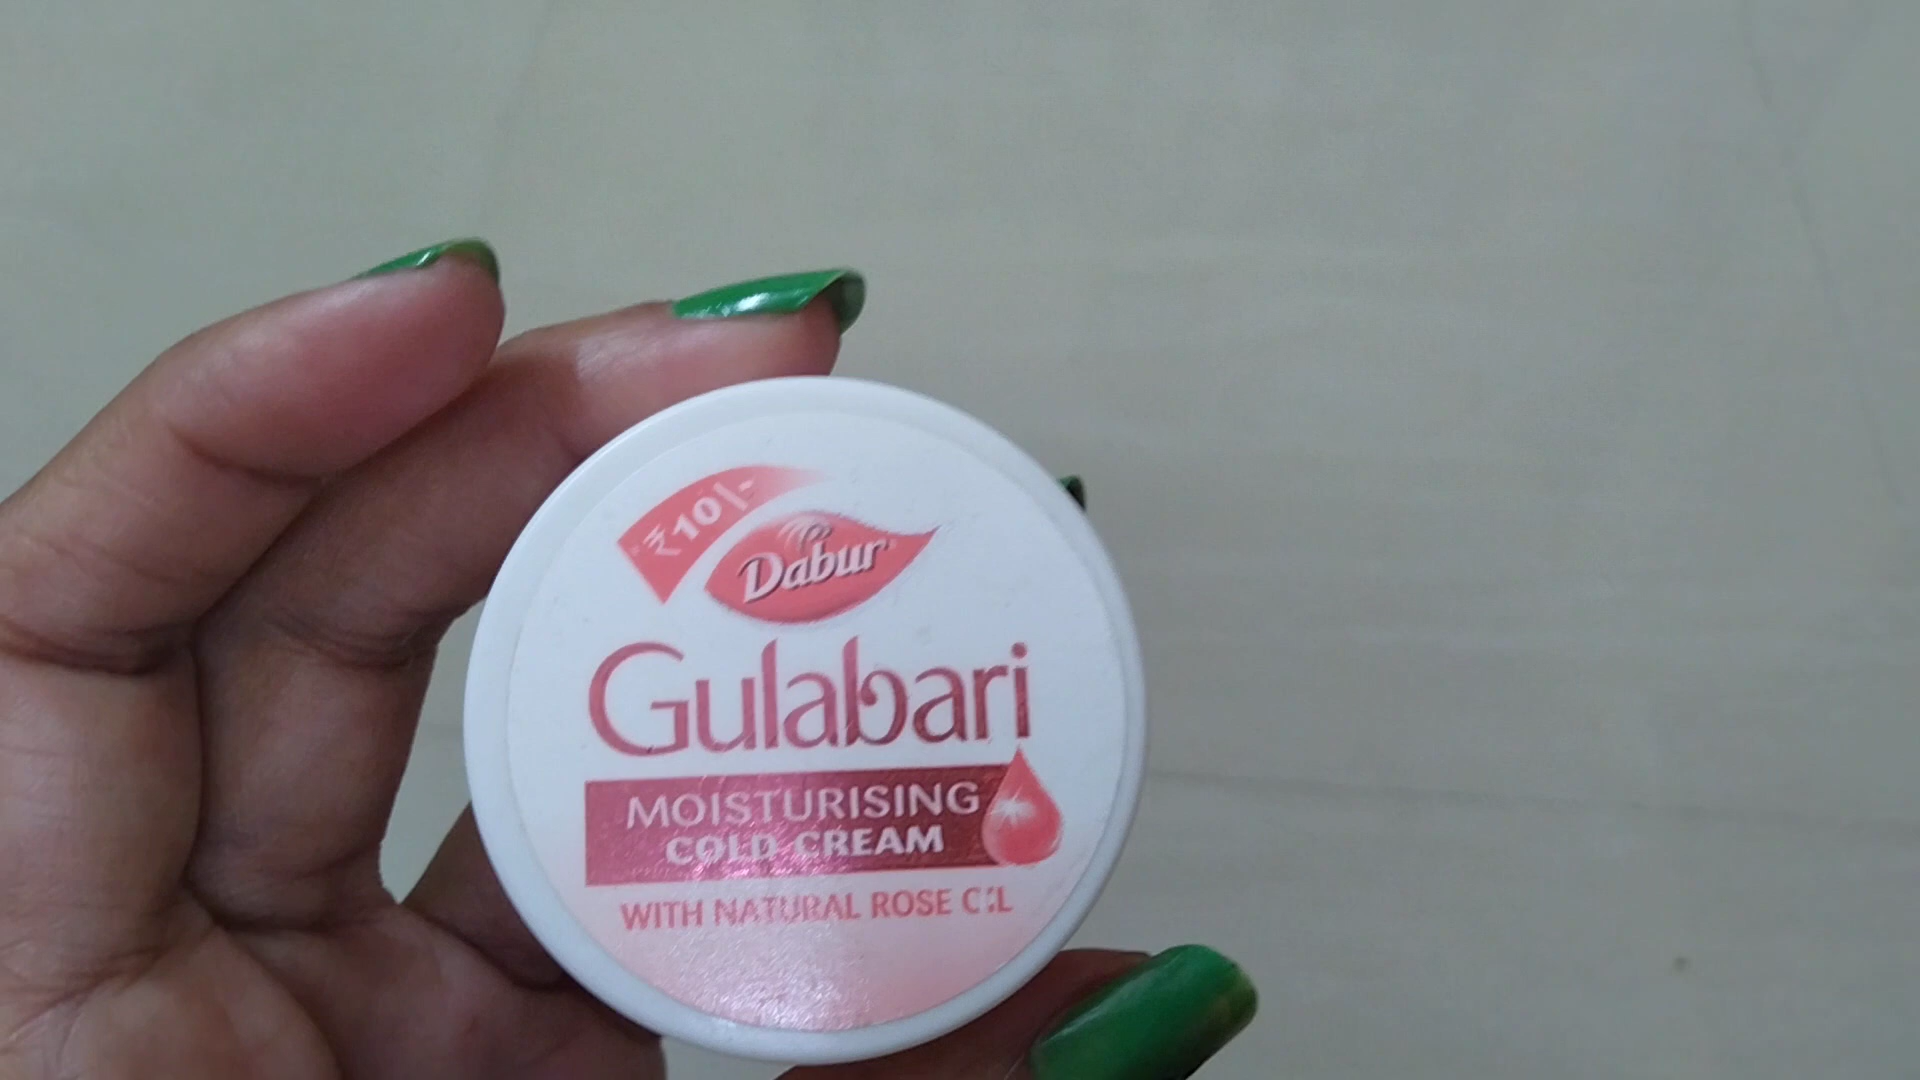 ₹10/-
Dabur
Gulabari
MOISTURISING
COLD CREAM
WITH NATURAL ROSE OIL